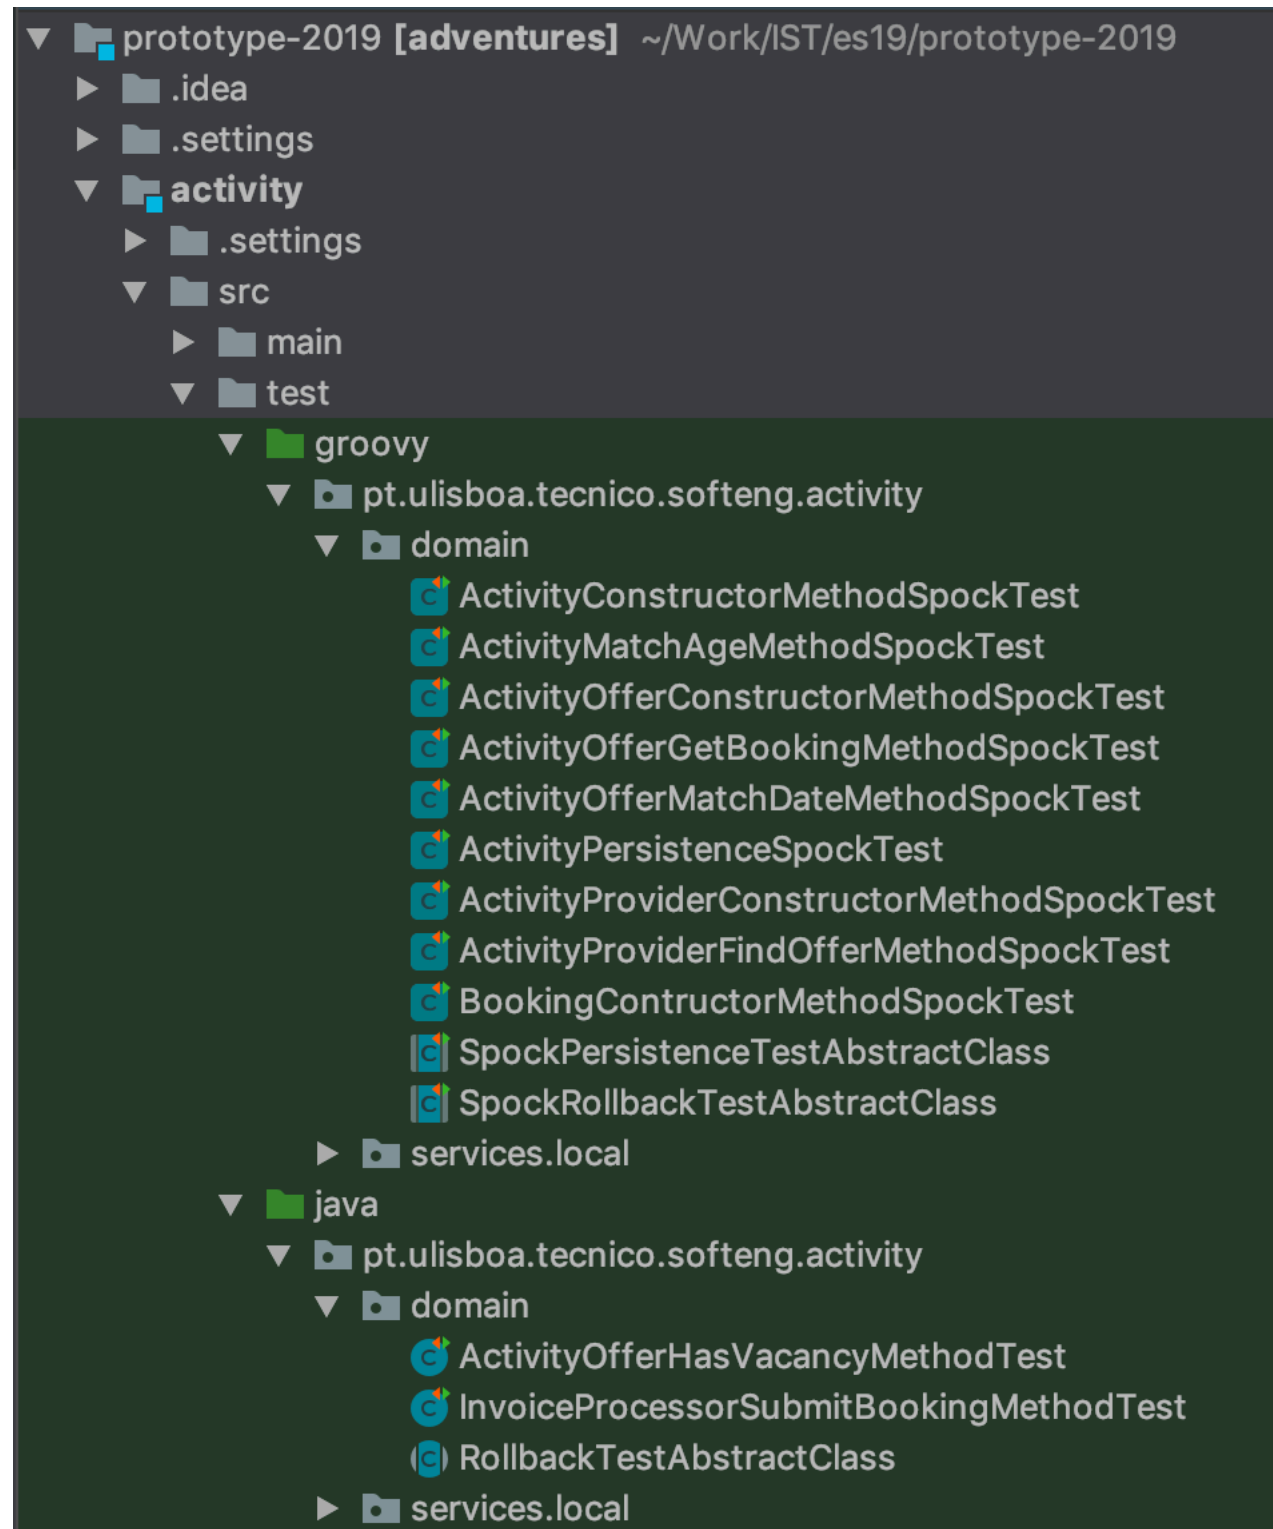 prototype-2019 [adventures] ~/Work/IST/es19/prototype-2019
.idea
.settings
activity
.settings
src
main
test
groovy
pt.ulisboa.tecnico.softeng.activity
domain
ActivityConstructorMethodSpockTest
ActivityMatchAgeMethodSpockTest
ActivityOfferConstructorMethodSpockTest
ActivityOfferGetBookingMethodSpockTest
ActivityOfferMatchDateMethodSpockTest
ActivityPersistenceSpockTest
ActivityProviderConstructorMethodSpockTest
ActivityProviderFindOfferMethodSpockTest
BookingContructorMethodSpockTest
SpockPersistenceTestAbstractClass
SpockRollbackTestAbstractClass
services.local
java
pt.ulisboa.tecnico.softeng.activity
domain
ActivityOfferHasVacancyMethodTest
InvoiceProcessorSubmitBookingMethodTest
RollbackTestAbstractClass
services.local